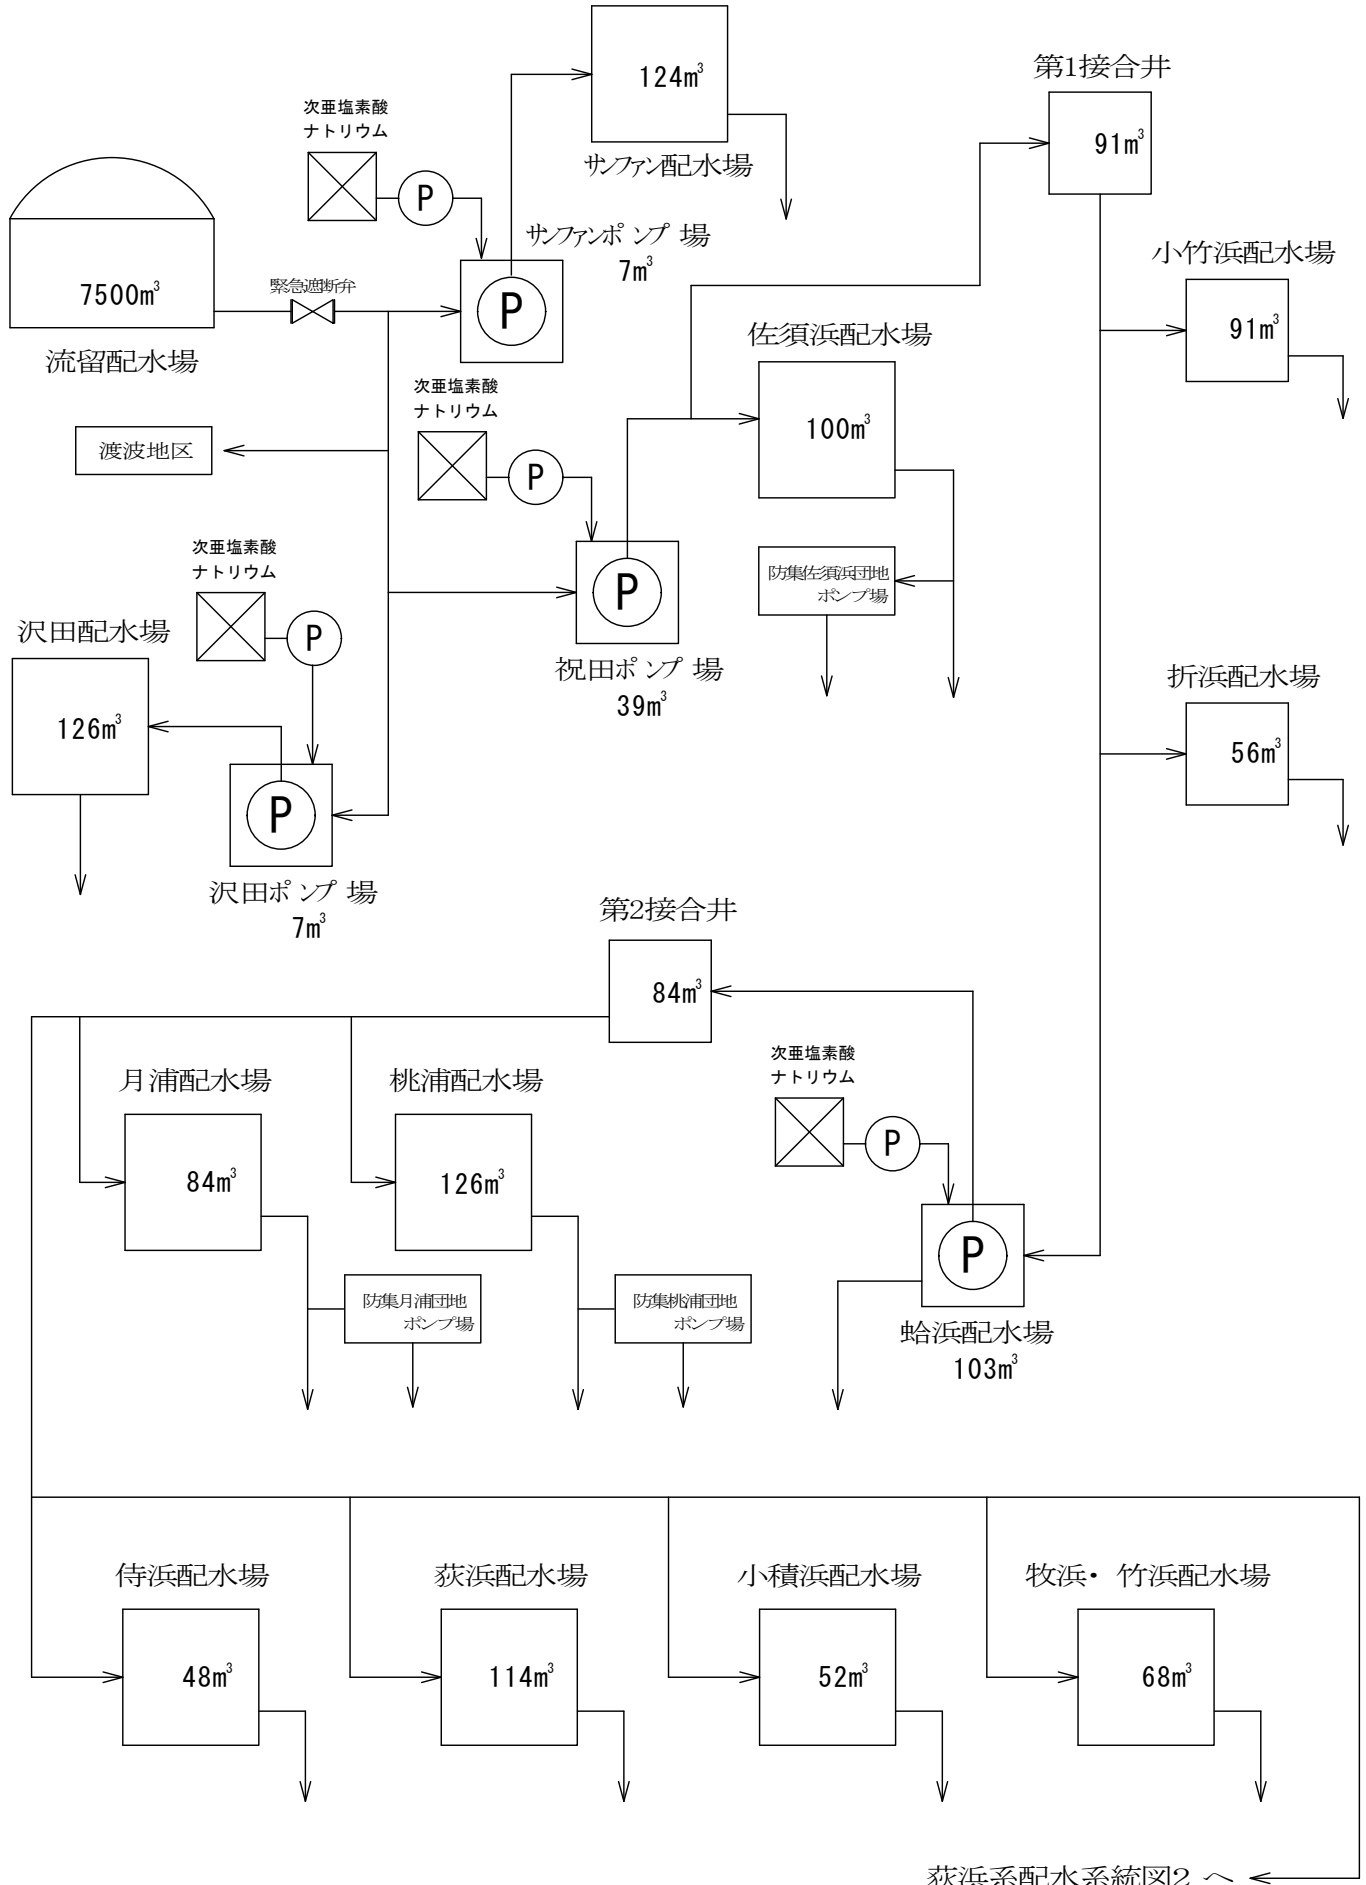 124m³
サンファン配水場
第1接合井
91m³
次亜塩素酸
ナトリウム
P
サンファンポンプ場
7m³
P
7500m³
流留配水場
緊急遮断弁
小竹浜配水場
91m³
佐須浜配水場
100m³
次亜塩素酸
ナトリウム
P
渡波地区
防集佐須浜団地
ポンプ場
P
祝田ポンプ場
39m³
次亜塩素酸
ナトリウム
P
沢田配水場
126m³
P
沢田ポンプ場
7m³
折浜配水場
56m³
第2接合井
84m³
次亜塩素酸
ナトリウム
P
月浦配水場
84m³
桃浦配水場
126m³
P
蛤浜配水場
103m³
防集月浦団地
ポンプ場
防集桃浦団地
ポンプ場
侍浜配水場
48m³
荻浜配水場
114m³
小積浜配水場
52m³
牧浜・竹浜配水場
68m³
荻浜系配水系統図2 へ